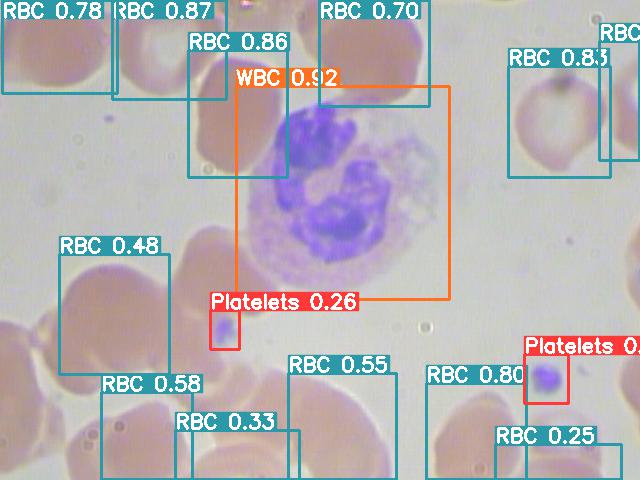 RBC 0.78
RBC 0.87
RBC 0.70
RBC
RBC 0.86
RBC 0.83
WBC 0.92
RBC 0.48
Platelets 0.26
Platelets 0.
RBC 0.55
RBC 0.80
RBC 0.58
RBC 0.33
RBC 0.25